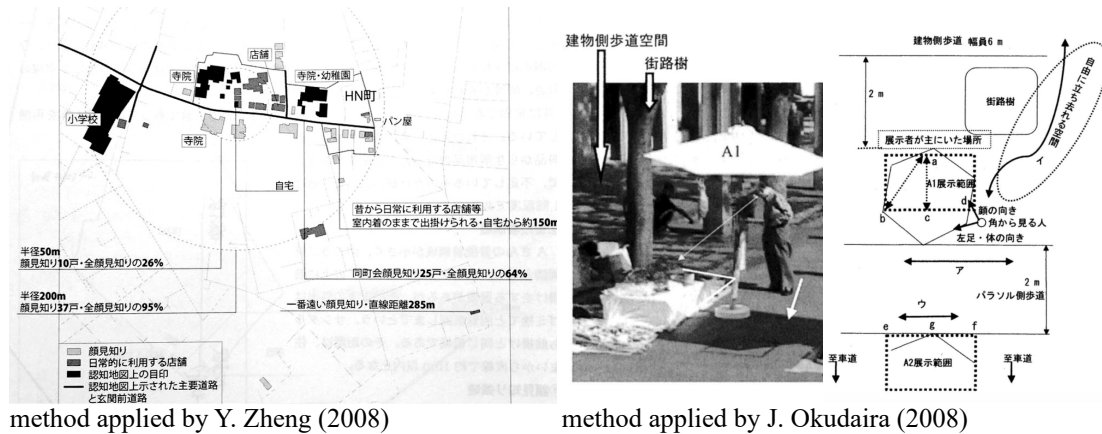 店舗
寺院
寺院・幼稚園
HN町
パン屋
小学校
寺院
自宅
昔から日常に利用する店舗等
室内着のままで出掛けられる・自宅から約150m
半径50m
顔見知り10戸・全顔見知りの26%
同町会顔見知り25戸・全顔見知りの64%
半径200m
顔見知り37戸・全顔見知りの95%
一番遠い顔見知り・直線距離285m
顔見知り
日常的に利用する店舗
認知地図上の目印
認知地図上示された主要道路
と玄関前道路
method applied by Y. Zheng (2008)
建物側歩道空間
街路樹
A1
建物側歩道 幅員6 m
2 m
街路樹
自由に立ち止まれる空間
イ
展示者が主にいた場所
a
A1展示範囲
b
c
d
顔の向き
角から見る人
左足・体の向き
ア
2 m
パラソル側歩道
ウ
e
g
f
至車道
A2展示範囲
至車道
method applied by J. Okudaira (2008)